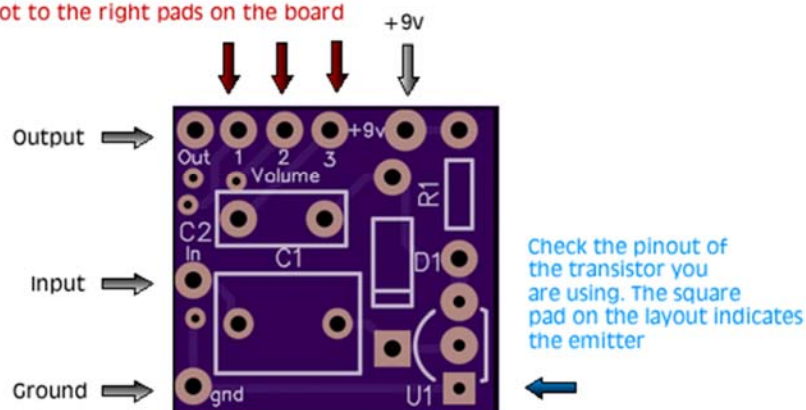 ot to the right pads on the board
+9v
Output
+9v
Out 1 2 3
Volume
R1
C2
C1
In
Input
D1
Check the pinout of
the transistor you
are using. The square
pad on the layout indicates
the emitter
Ground
gnd
U1